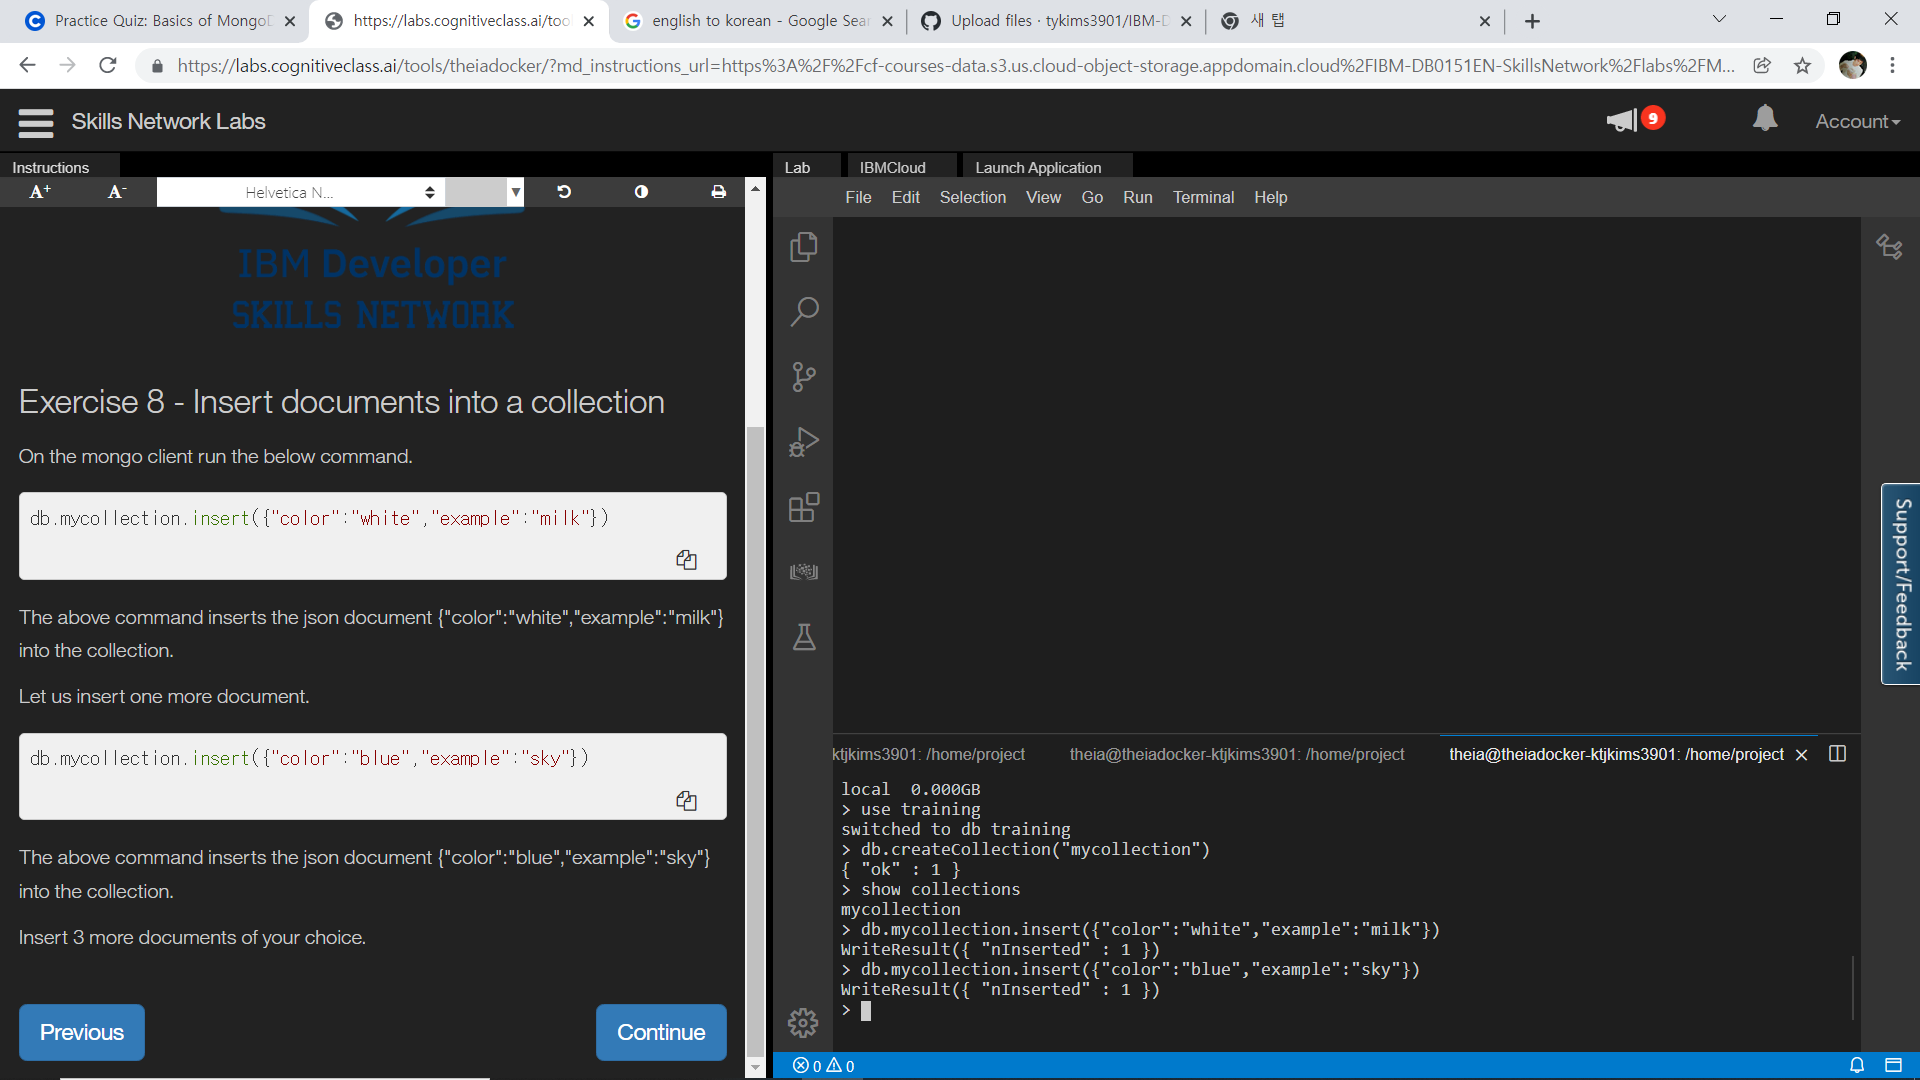 Practice Quiz: Basics of MongoD
https://labs.cognitiveclass.ai/too
english to korean - Google Sear
Upload files · tykims3901/IBM-D
새 탭
https://labs.cognitiveclass.ai/tools/theiadocker/?md_instructions_url=https%3A%2F%2Fcf-courses-data.s3.us.cloud-object-storage.appdomain.cloud%2FIBM-DB0151EN-SkillsNetwork%2Flabs%2FM...
Skills Network Labs
9
Account
Instructions
Lab
IBMCloud
Launch Application
A+
A-
Helvetica N...
File Edit Selection View Go Run Terminal Help
IBM Developer
SKILLS NETWORK
Exercise 8 - Insert documents into a collection
On the mongo client run the below command.
db.mycollection.insert({"color":"white","example":"milk"})
The above command inserts the json document {"color":"white","example":"milk"}
into the collection.
Let us insert one more document.
db.mycollection.insert({"color":"blue","example":"sky"})
The above command inserts the json document {"color":"blue","example":"sky"}
into the collection.
Insert 3 more documents of your choice.
Previous
Continue
Support/Feedback
ktjkims3901: /home/project
theia@theiadocker-ktjkims3901: /home/project
theia@theiadocker-ktjkims3901: /home/project
local  0.000GB
> use training
switched to db training
> db.createCollection("mycollection")
{ "ok" : 1 }
> show collections
mycollection
> db.mycollection.insert({"color":"white","example":"milk"})
WriteResult({ "nInserted" : 1 })
> db.mycollection.insert({"color":"blue","example":"sky"})
WriteResult({ "nInserted" : 1 })
>
0 0